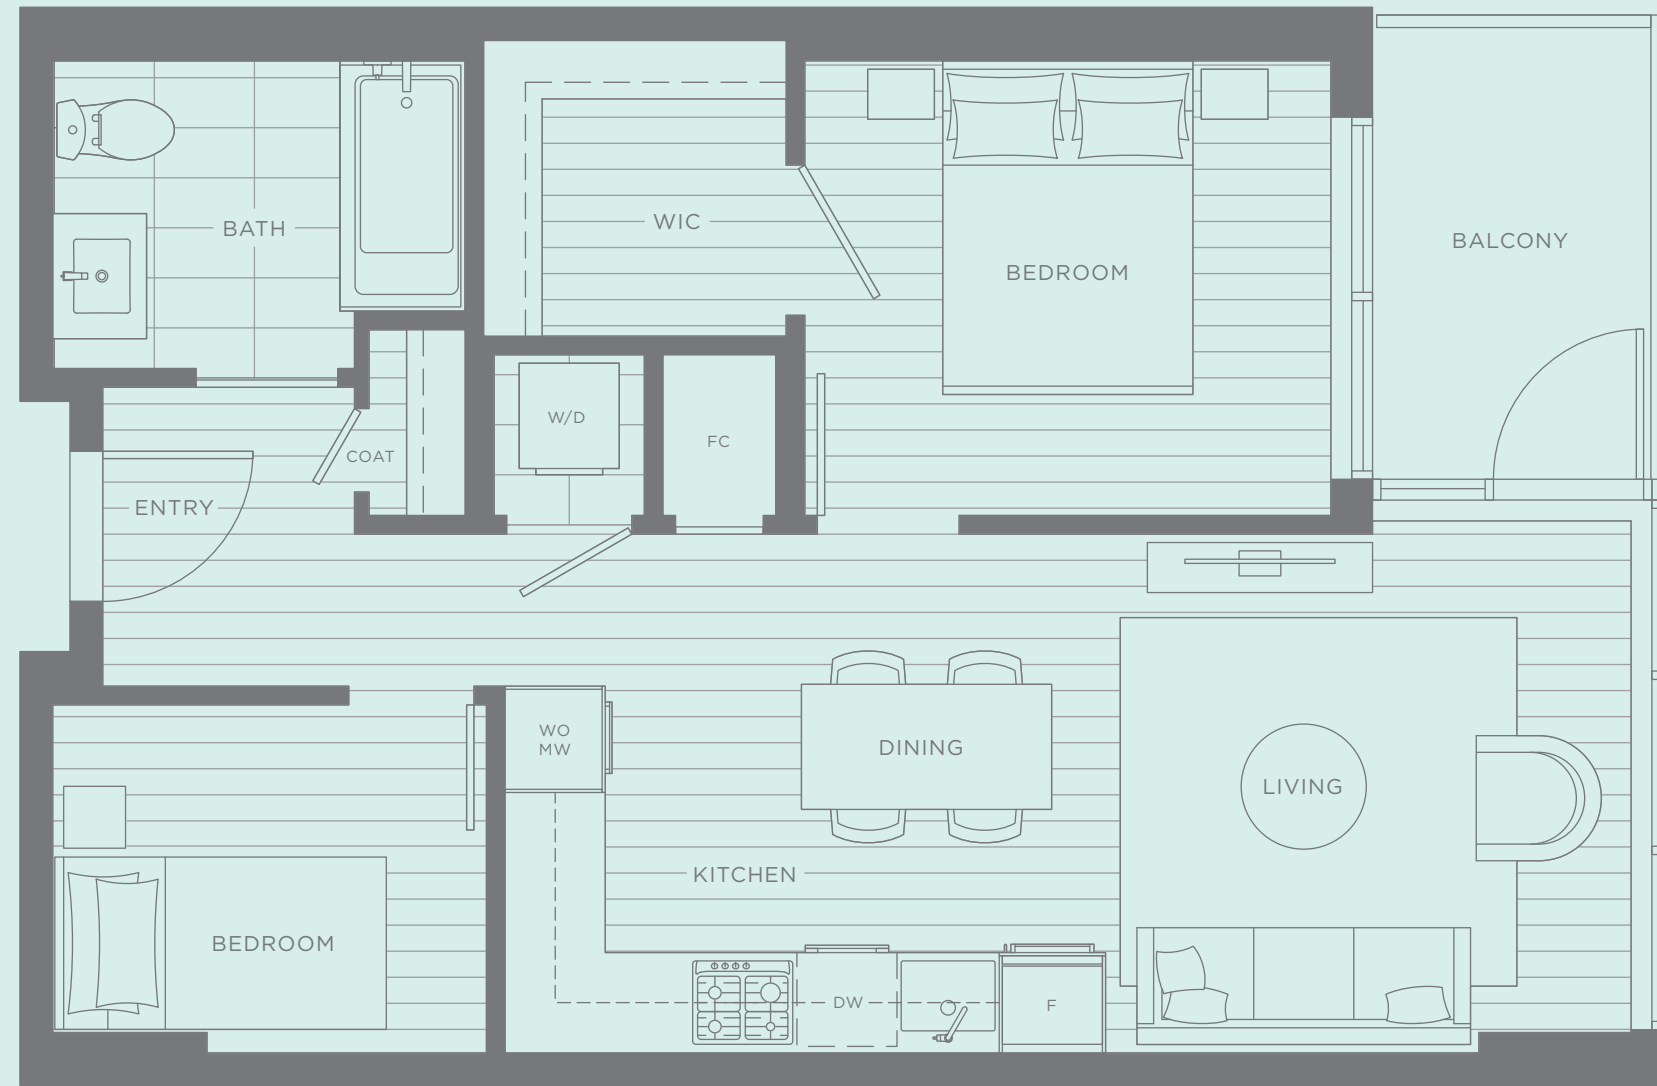 BATH
WIC
BALCONY
BEDROOM
W/D
FC
COAT
ENTRY
WO
MW
DINING
LIVING
KITCHEN
BEDROOM
DW
F